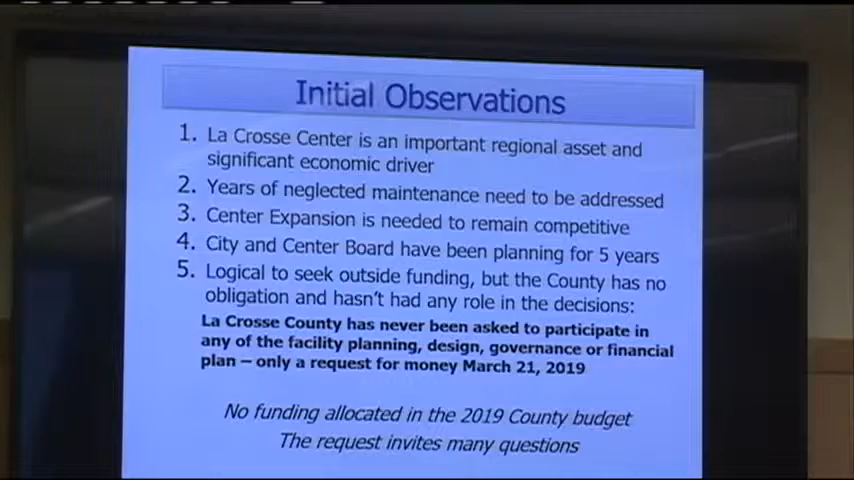 Initial Observations
1. La Crosse Center is an important regional asset and
significant economic driver
2. Years of neglected maintenance need to be addressed
3. Center Expansion is needed to remain competitive
4. City and Center Board have been planning for 5 years
5. Logical to seek outside funding, but the County has no
obligation and hasn't had any role in the decisions:
La Crosse County has never been asked to participate in
any of the facility planning, design, governance or financial
plan – only a request for money March 21, 2019
No funding allocated in the 2019 County budget
The request invites many questions